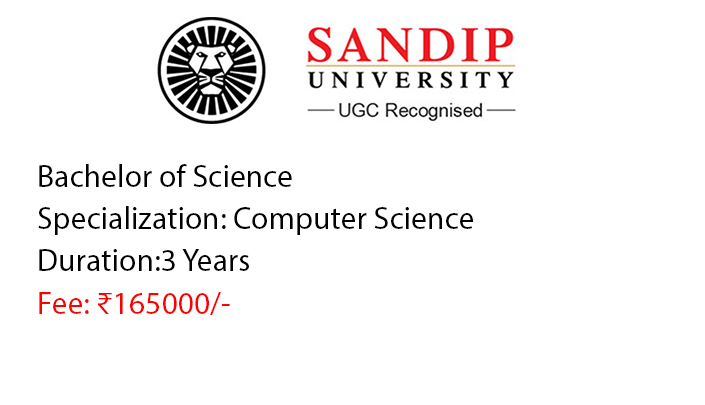 SANDIP
UNIVERSITY
UGC Recognised
Bachelor of Science
Specialization: Computer Science
Duration:3 Years
Fee: ₹165000/-